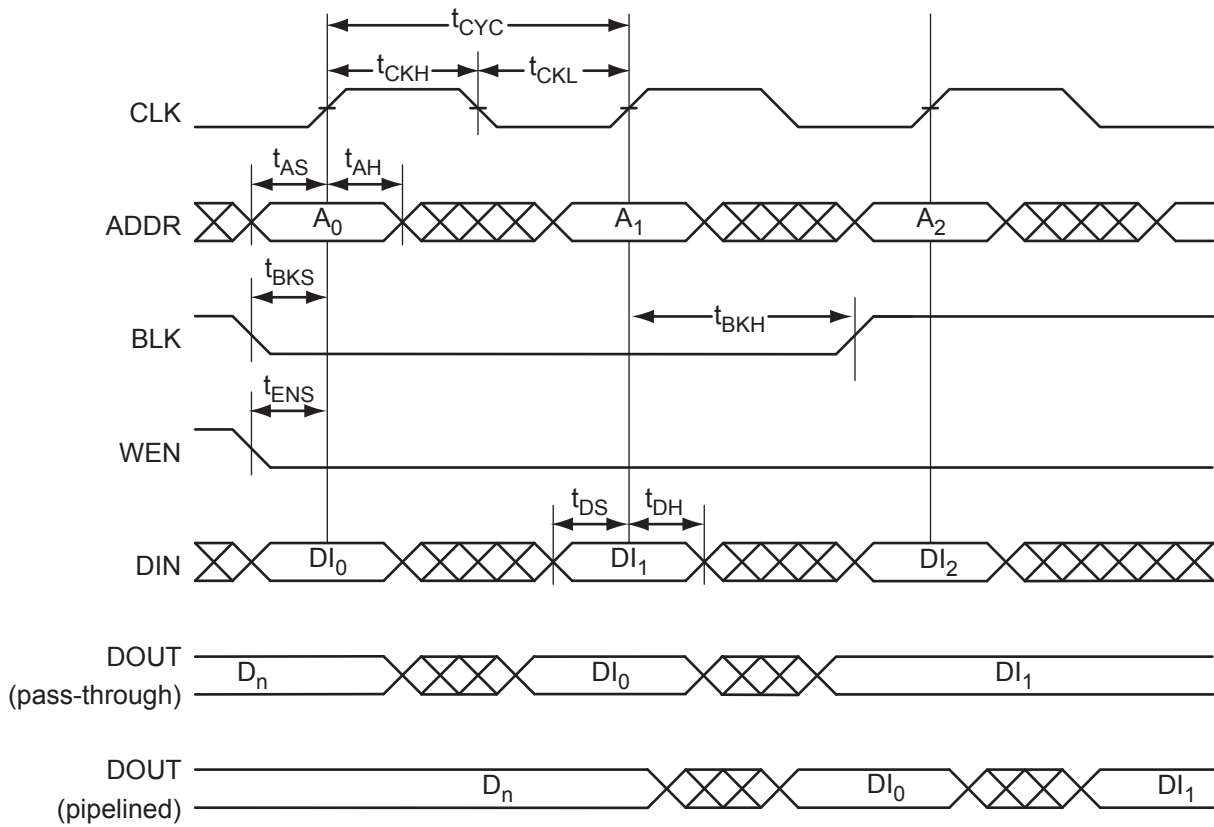 tCYC
tCKH tCKL
CLK
tAS tAH
ADDR A0 A1 A2
tBKS
BLK tBKH
tENS
WEN
tDS tDH
DIN DI0 DI1 DI2
DOUT
(pass-through) Dn DI0 DI1
DOUT
(pipelined) Dn DI0 DI1